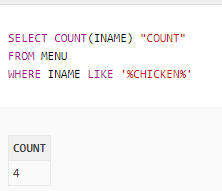 SELECT COUNT(INAME) "COUNT"
FROM MENU
WHERE INAME LIKE '%CHICKEN%'
COUNT
4